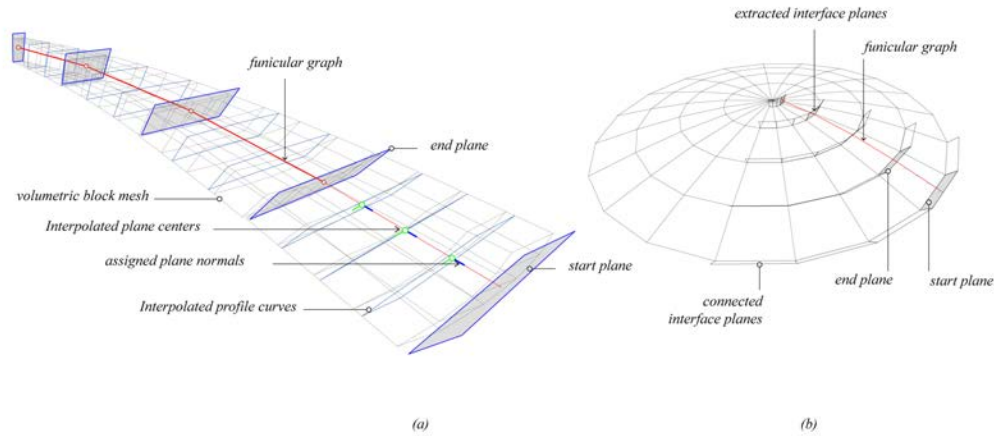 extracted interface planes
funicular graph
funicular graph
end plane
volumetric block mesh
Interpolated plane centers
assigned plane normals
start plane
Interpolated profile curves
end plane
start plane
connected
interface planes
(a)
(b)